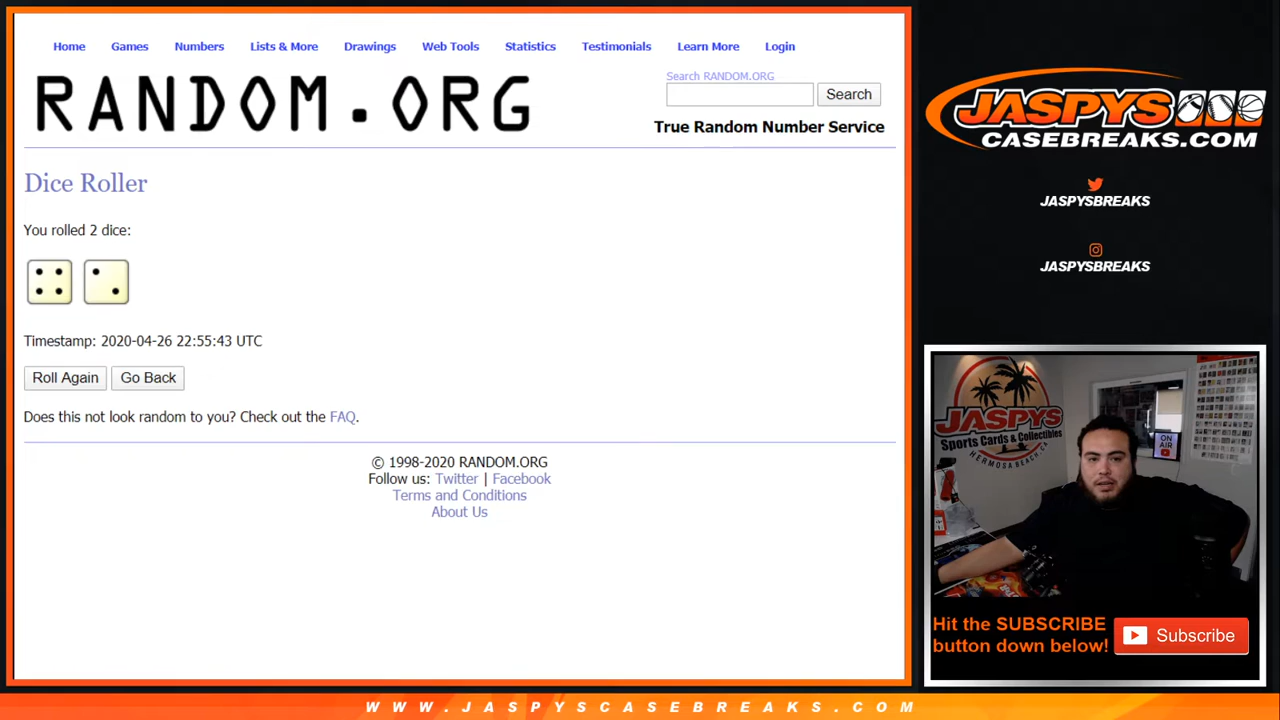 Home Games Numbers Lists & More Drawings Web Tools Statistics Testimonials Learn More Login
RANDOM.ORG
Search RANDOM.ORG
Search
True Random Number Service
Dice Roller
You rolled 2 dice:
Timestamp: 2020-04-26 22:55:43 UTC
Roll Again Go Back
Does this not look random to you? Check out the FAQ.
© 1998-2020 RANDOM.ORG
Follow us: Twitter | Facebook
Terms and Conditions
About Us
JASPYS
CASEBREAKS.COM
JASPYSBREAKS
JASPYSBREAKS
JASPYS
Sports Cards & Collectibles
HERMOSA BEACH, CA
ON
AIR
Hit the SUBSCRIBE
button down below!
Subscribe
WWW.JASPYSCASEBREAKS.COM